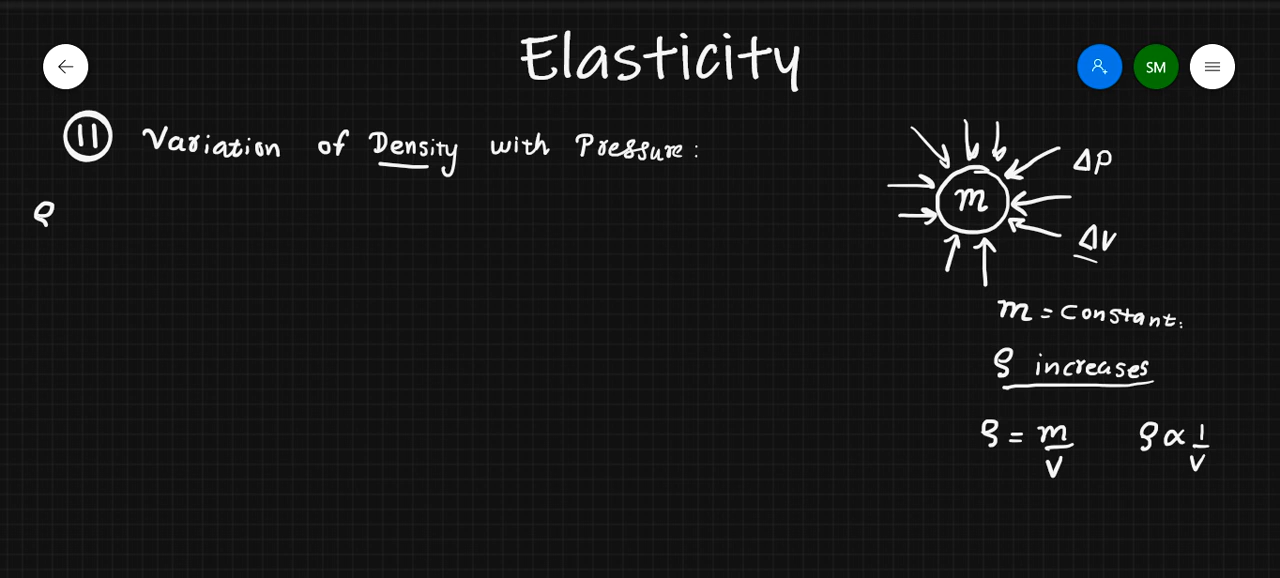 Elasticity
SM
11 Variation of Density with Pressure:
ρ
m
ΔP
ΔV
m = constant.
ρ increases
ρ = m/V
ρ ∝ 1/V